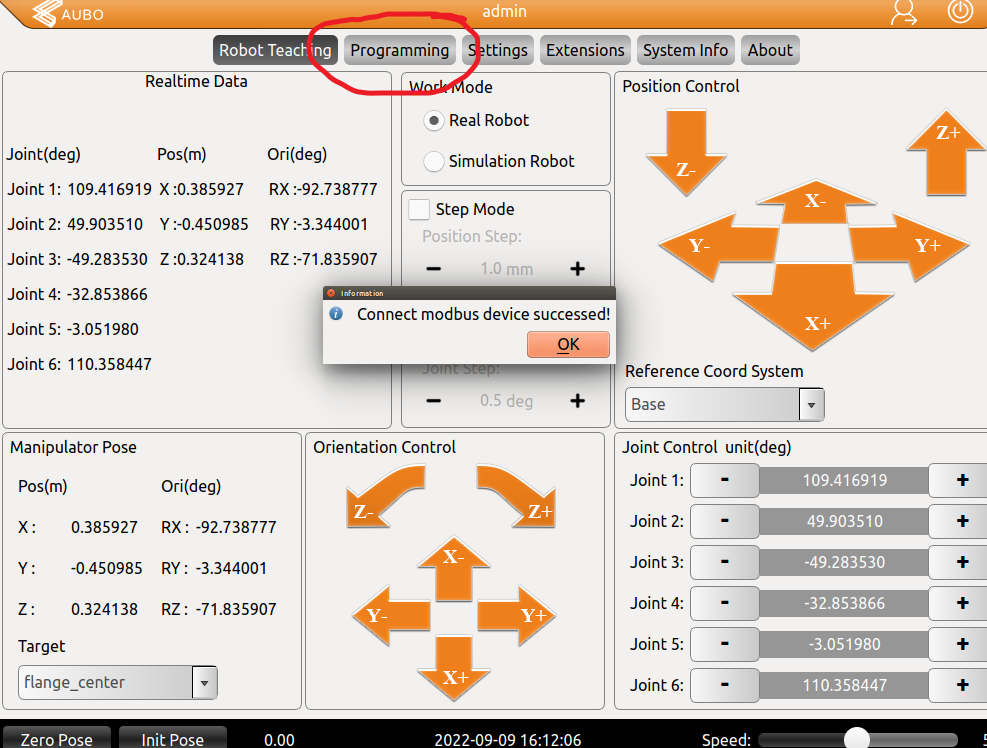 AUBO
admin
Robot Teaching Programming Settings Extensions System Info About
Realtime Data
Joint(deg) Pos(m) Ori(deg)
Joint 1: 109.416919 X :0.385927 RX :-92.738777
Joint 2: 49.903510 Y :-0.450985 RY :-3.344001
Joint 3: -49.283530 Z :0.324138 RZ :-71.835907
Joint 4: -32.853866
Joint 5: -3.051980
Joint 6: 110.358447
Work Mode
Real Robot
Simulation Robot
Step Mode
Position Step:
- 1.0 mm +
Information
Connect modbus device successed!
OK
Joint Step:
- 0.5 deg +
Position Control
Z-
Z+
X-
Y- Y+
X+
Reference Coord System
Base
Manipulator Pose
Pos(m) Ori(deg)
X : 0.385927 RX : -92.738777
Y : -0.450985 RY : -3.344001
Z : 0.324138 RZ : -71.835907
Target
flange_center
Orientation Control
Z- Z+
X-
Y- Y+
X+
Joint Control unit(deg)
Joint 1: - 109.416919 +
Joint 2: - 49.903510 +
Joint 3: - -49.283530 +
Joint 4: - -32.853866 +
Joint 5: - -3.051980 +
Joint 6: - 110.358447 +
Zero Pose Init Pose 0.00 2022-09-09 16:12:06 Speed: